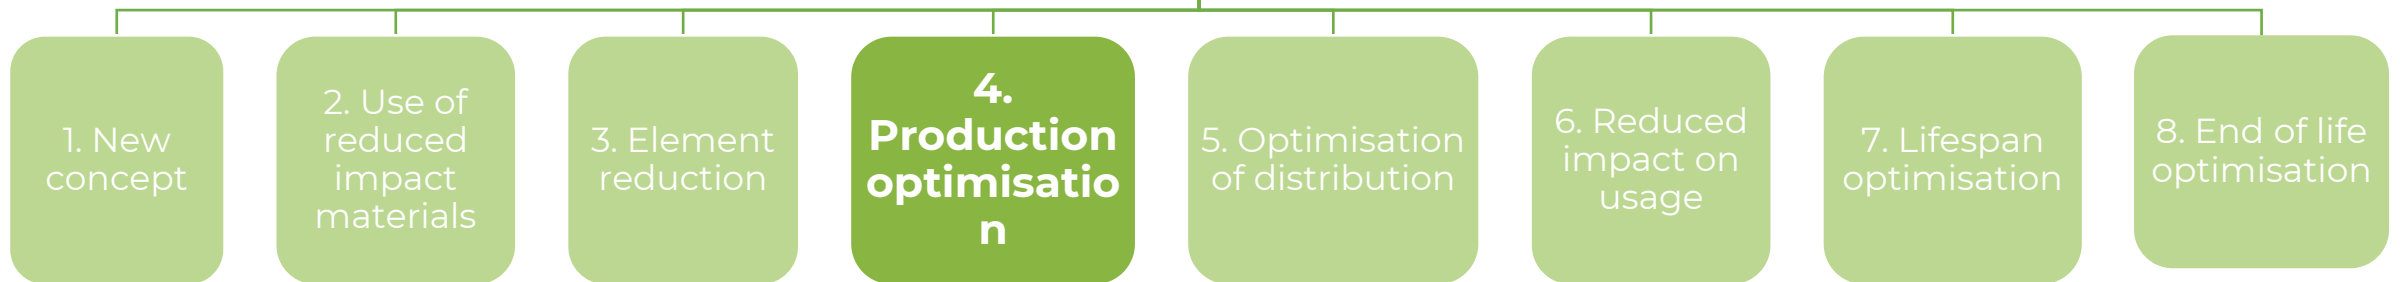 1. New
concept
2. Use of
reduced
impact
materials
3. Element
reduction
4.
Production
optimisatio
n
5. Optimisation
of distribution
6. Reduced
impact on
usage
7. Lifespan
optimisation
8. End of life
optimisation